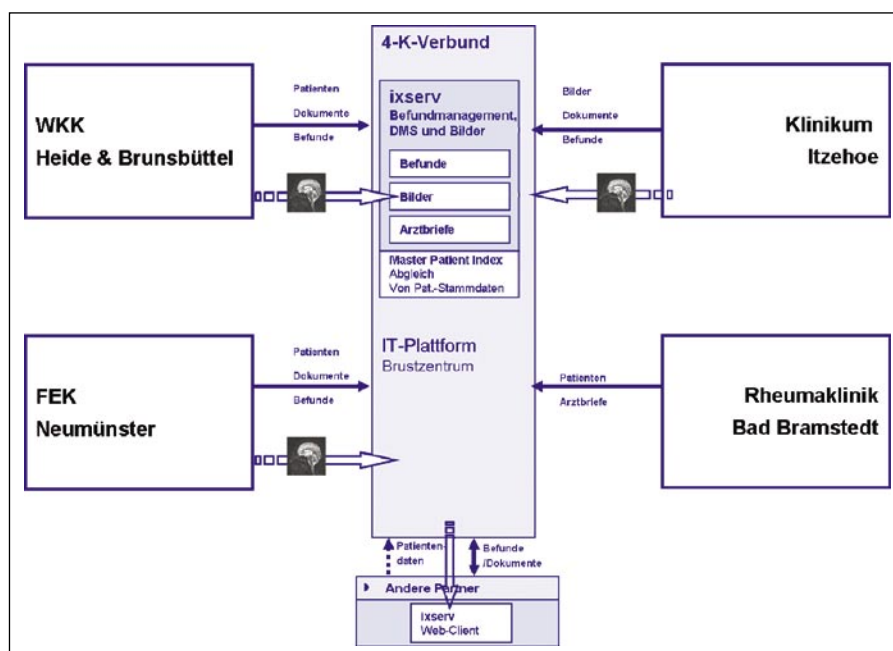 4-K-Verbund
ixserv
Befundmanagement,
DMS und Bilder
Befunde
Bilder
Arztbriefe
Master Patient Index
Abgleich
Von Pat.-Stammdaten
IT-Plattform
Brustzentrum
WKK
Heide & Brunsbüttel
Patienten
Dokumente
Befunde
Klinikum
Itzehoe
Bilder
Dokumente
Befunde
FEK
Neumünster
Patienten
Dokumente
Befunde
Rheumaklinik
Bad Bramstedt
Patienten
Arztbriefe
Patienten-
daten
Befunde
/Dokumente
Andere Partner
ixserv
Web-Client